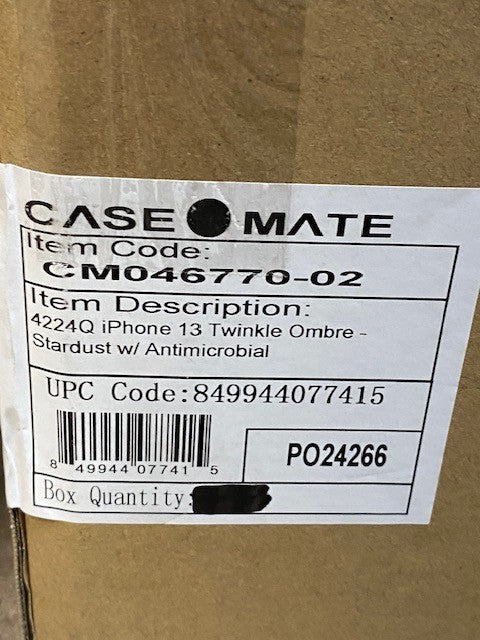 CASE MATE
Item Code:
CM046770-02
Item Description:
4224Q iPhone 13 Twinkle Ombre -
Stardust w/ Antimicrobial
UPC Code:849944077415
8 49944 07741 5
PO24266
Box Quantity: